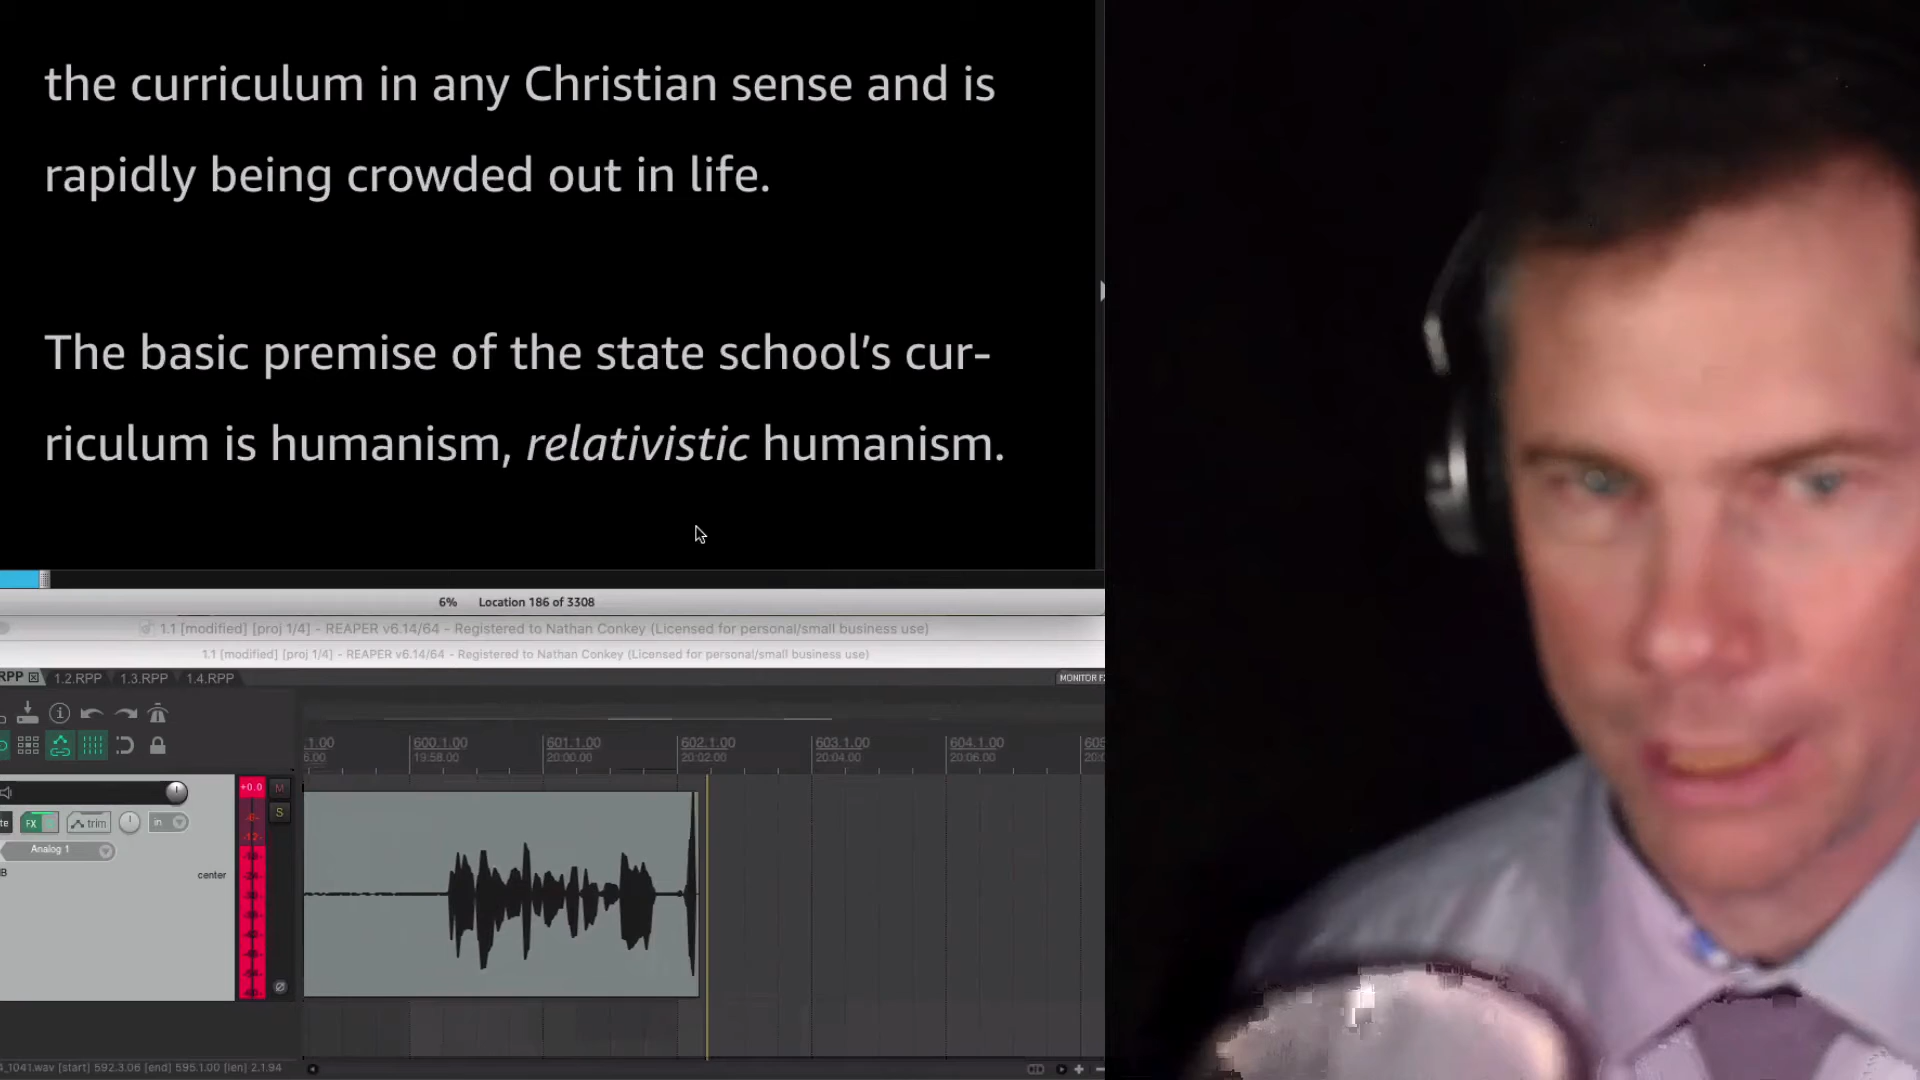 the curriculum in any Christian sense and is
rapidly being crowded out in life.
The basic premise of the state school’s cur-
riculum is humanism, relativistic humanism.
6% Location 186 of 3308
1.1 [modified] [proj 1/4] - REAPER v6.14/64 - Registered to Nathan Conkey (Licensed for personal/small business use)
1.1 [modified] [proj 1/4] - REAPER v6.14/64 - Registered to Nathan Conkey (Licensed for personal/small business use)
RPP 1.2.RPP 1.3.RPP 1.4.RPP MONITOR F
.1.00 600.1.00 601.1.00 602.1.00 603.1.00 604.1.00 605
19:58.00 20:00.00 20:02.00 20:04.00 20:06.00
+0.0 M
S
FX trim in
Analog 1
center
_1041.wav [start] 592.3.06 [end] 595.1.00 [len] 2.1.94